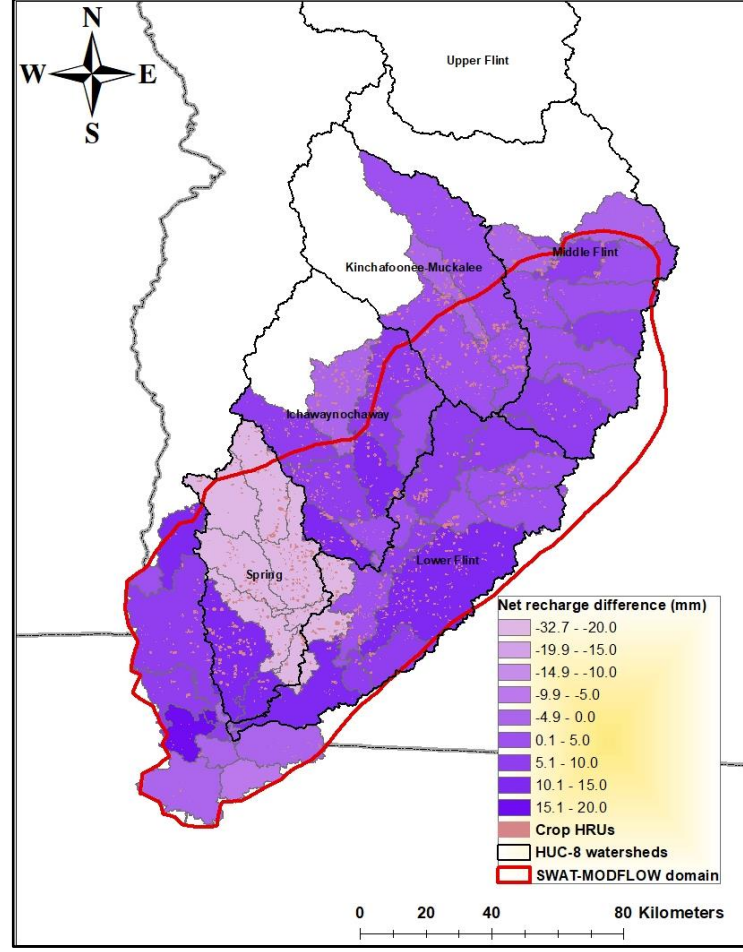 N
W E
S
Upper Flint
Middle Flint
Kinchafoonee-Muckalee
Ichawaynochaway
Spring
Lower Flint
Net recharge difference (mm)
-32.7 - -20.0
-19.9 - -15.0
-14.9 - -10.0
-9.9 - -5.0
-4.9 - 0.0
0.1 - 5.0
5.1 - 10.0
10.1 - 15.0
15.1 - 20.0
Crop HRUs
HUC-8 watersheds
SWAT-MODFLOW domain
0 20 40 80 Kilometers